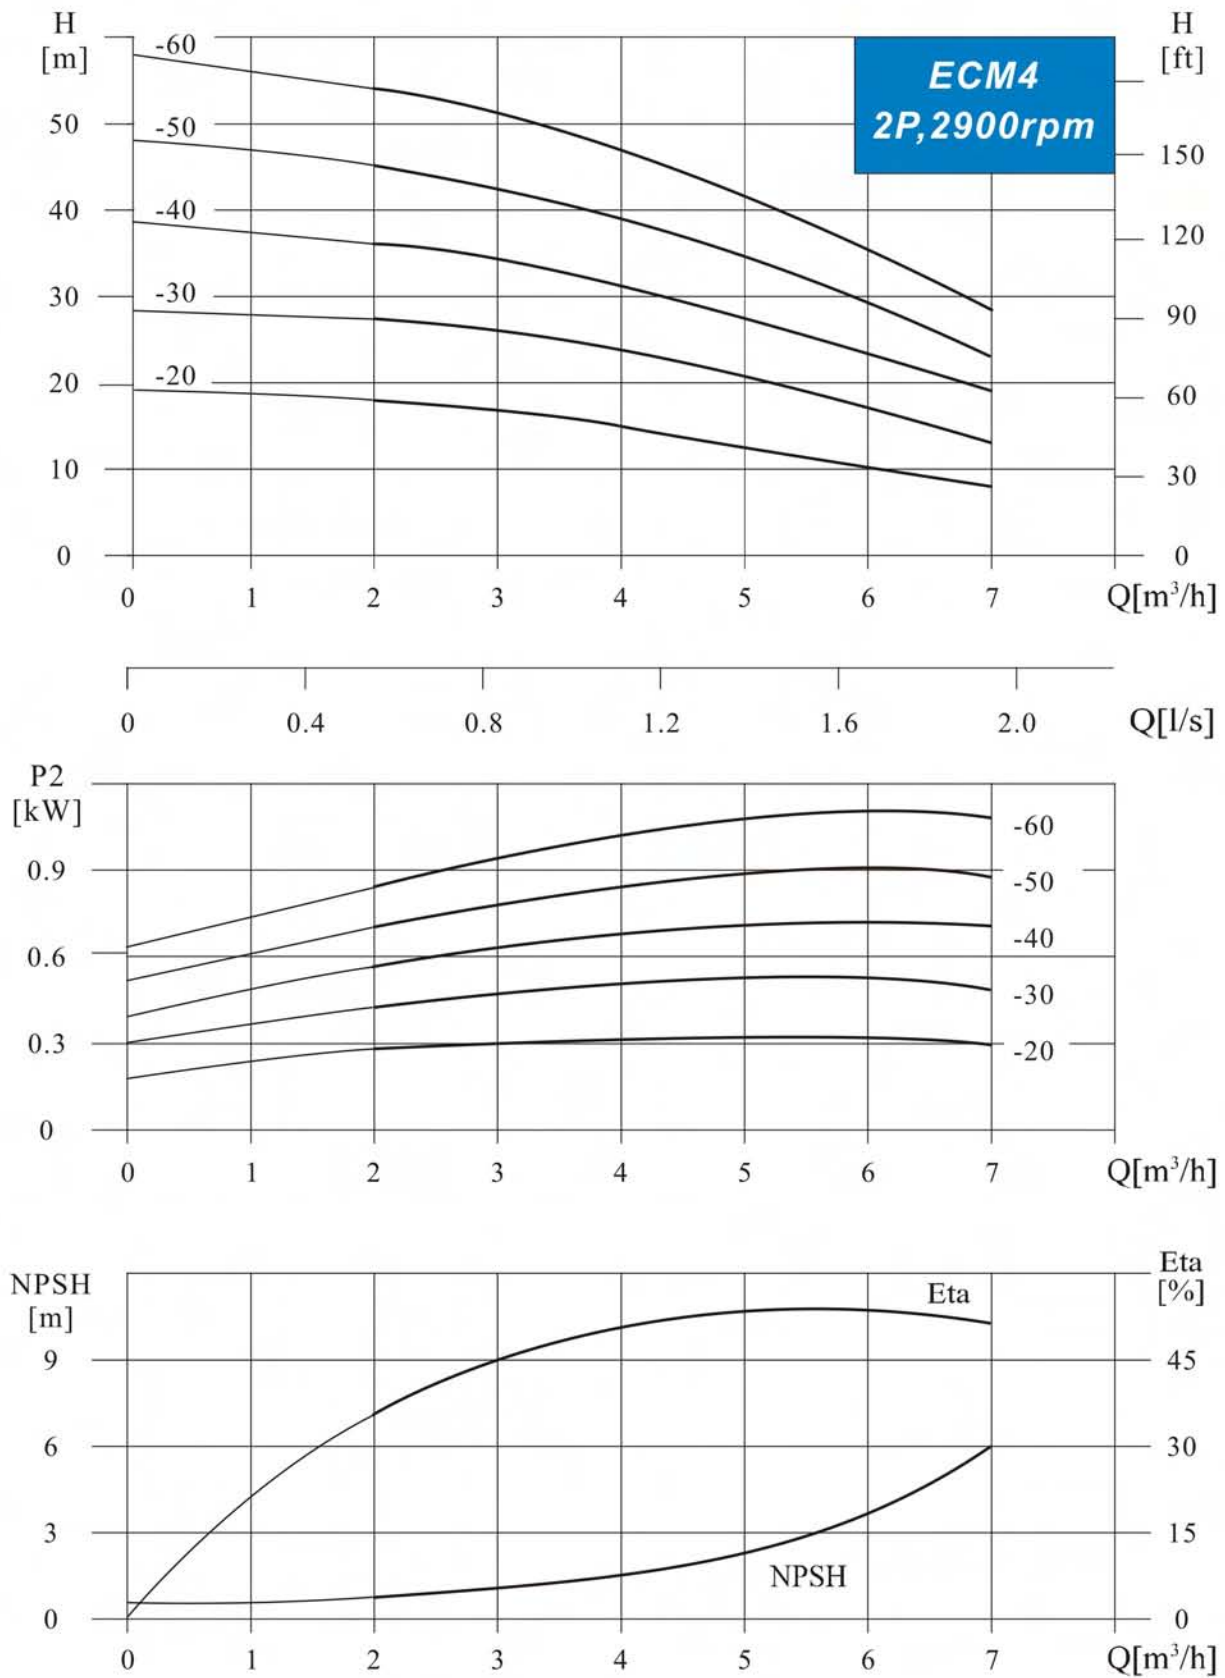 H
[m]
H
[ft]
ECM4
2P,2900rpm
-60
-50
-40
-30
-20
50
40
30
20
10
0
150
120
90
60
30
0
0 1 2 3 4 5 6 7 Q[m³/h]
0 0.4 0.8 1.2 1.6 2.0 Q[l/s]
P2
[kW]
0.9
0.6
0.3
0
-60
-50
-40
-30
-20
0 1 2 3 4 5 6 7 Q[m³/h]
NPSH
[m]
Eta
[%]
Eta
NPSH
9
6
3
0
45
30
15
0
0 1 2 3 4 5 6 7 Q[m³/h]